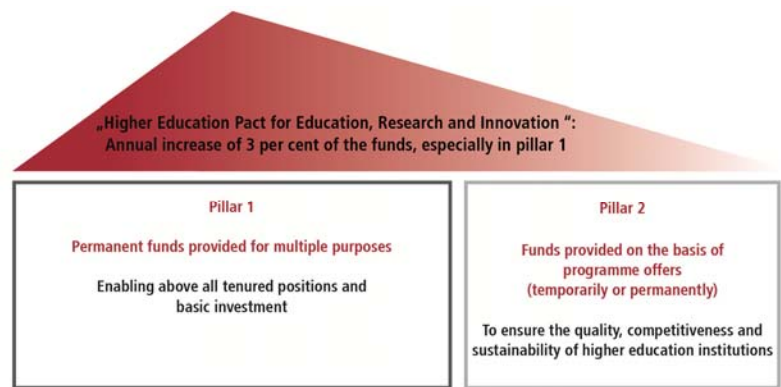 „Higher Education Pact for Education, Research and Innovation “:
Annual increase of 3 per cent of the funds, especially in pillar 1
Pillar 1
Permanent funds provided for multiple purposes
Enabling above all tenured positions and
basic investment
Pillar 2
Funds provided on the basis of
programme offers
(temporarily or permanently)
To ensure the quality, competitiveness and
sustainability of higher education institutions